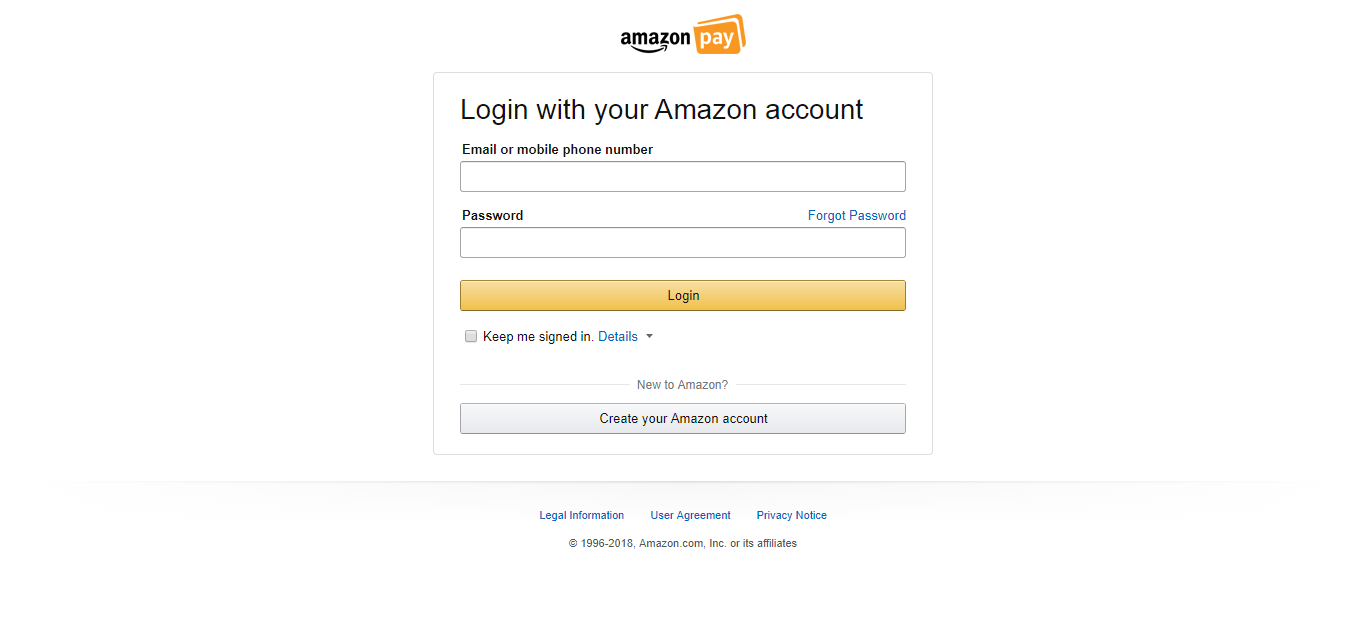 amazon pay
Login with your Amazon account
Email or mobile phone number
Password Forgot Password
Login
Keep me signed in. Details
New to Amazon?
Create your Amazon account
Legal Information User Agreement Privacy Notice
© 1996-2018, Amazon.com, Inc. or its affiliates